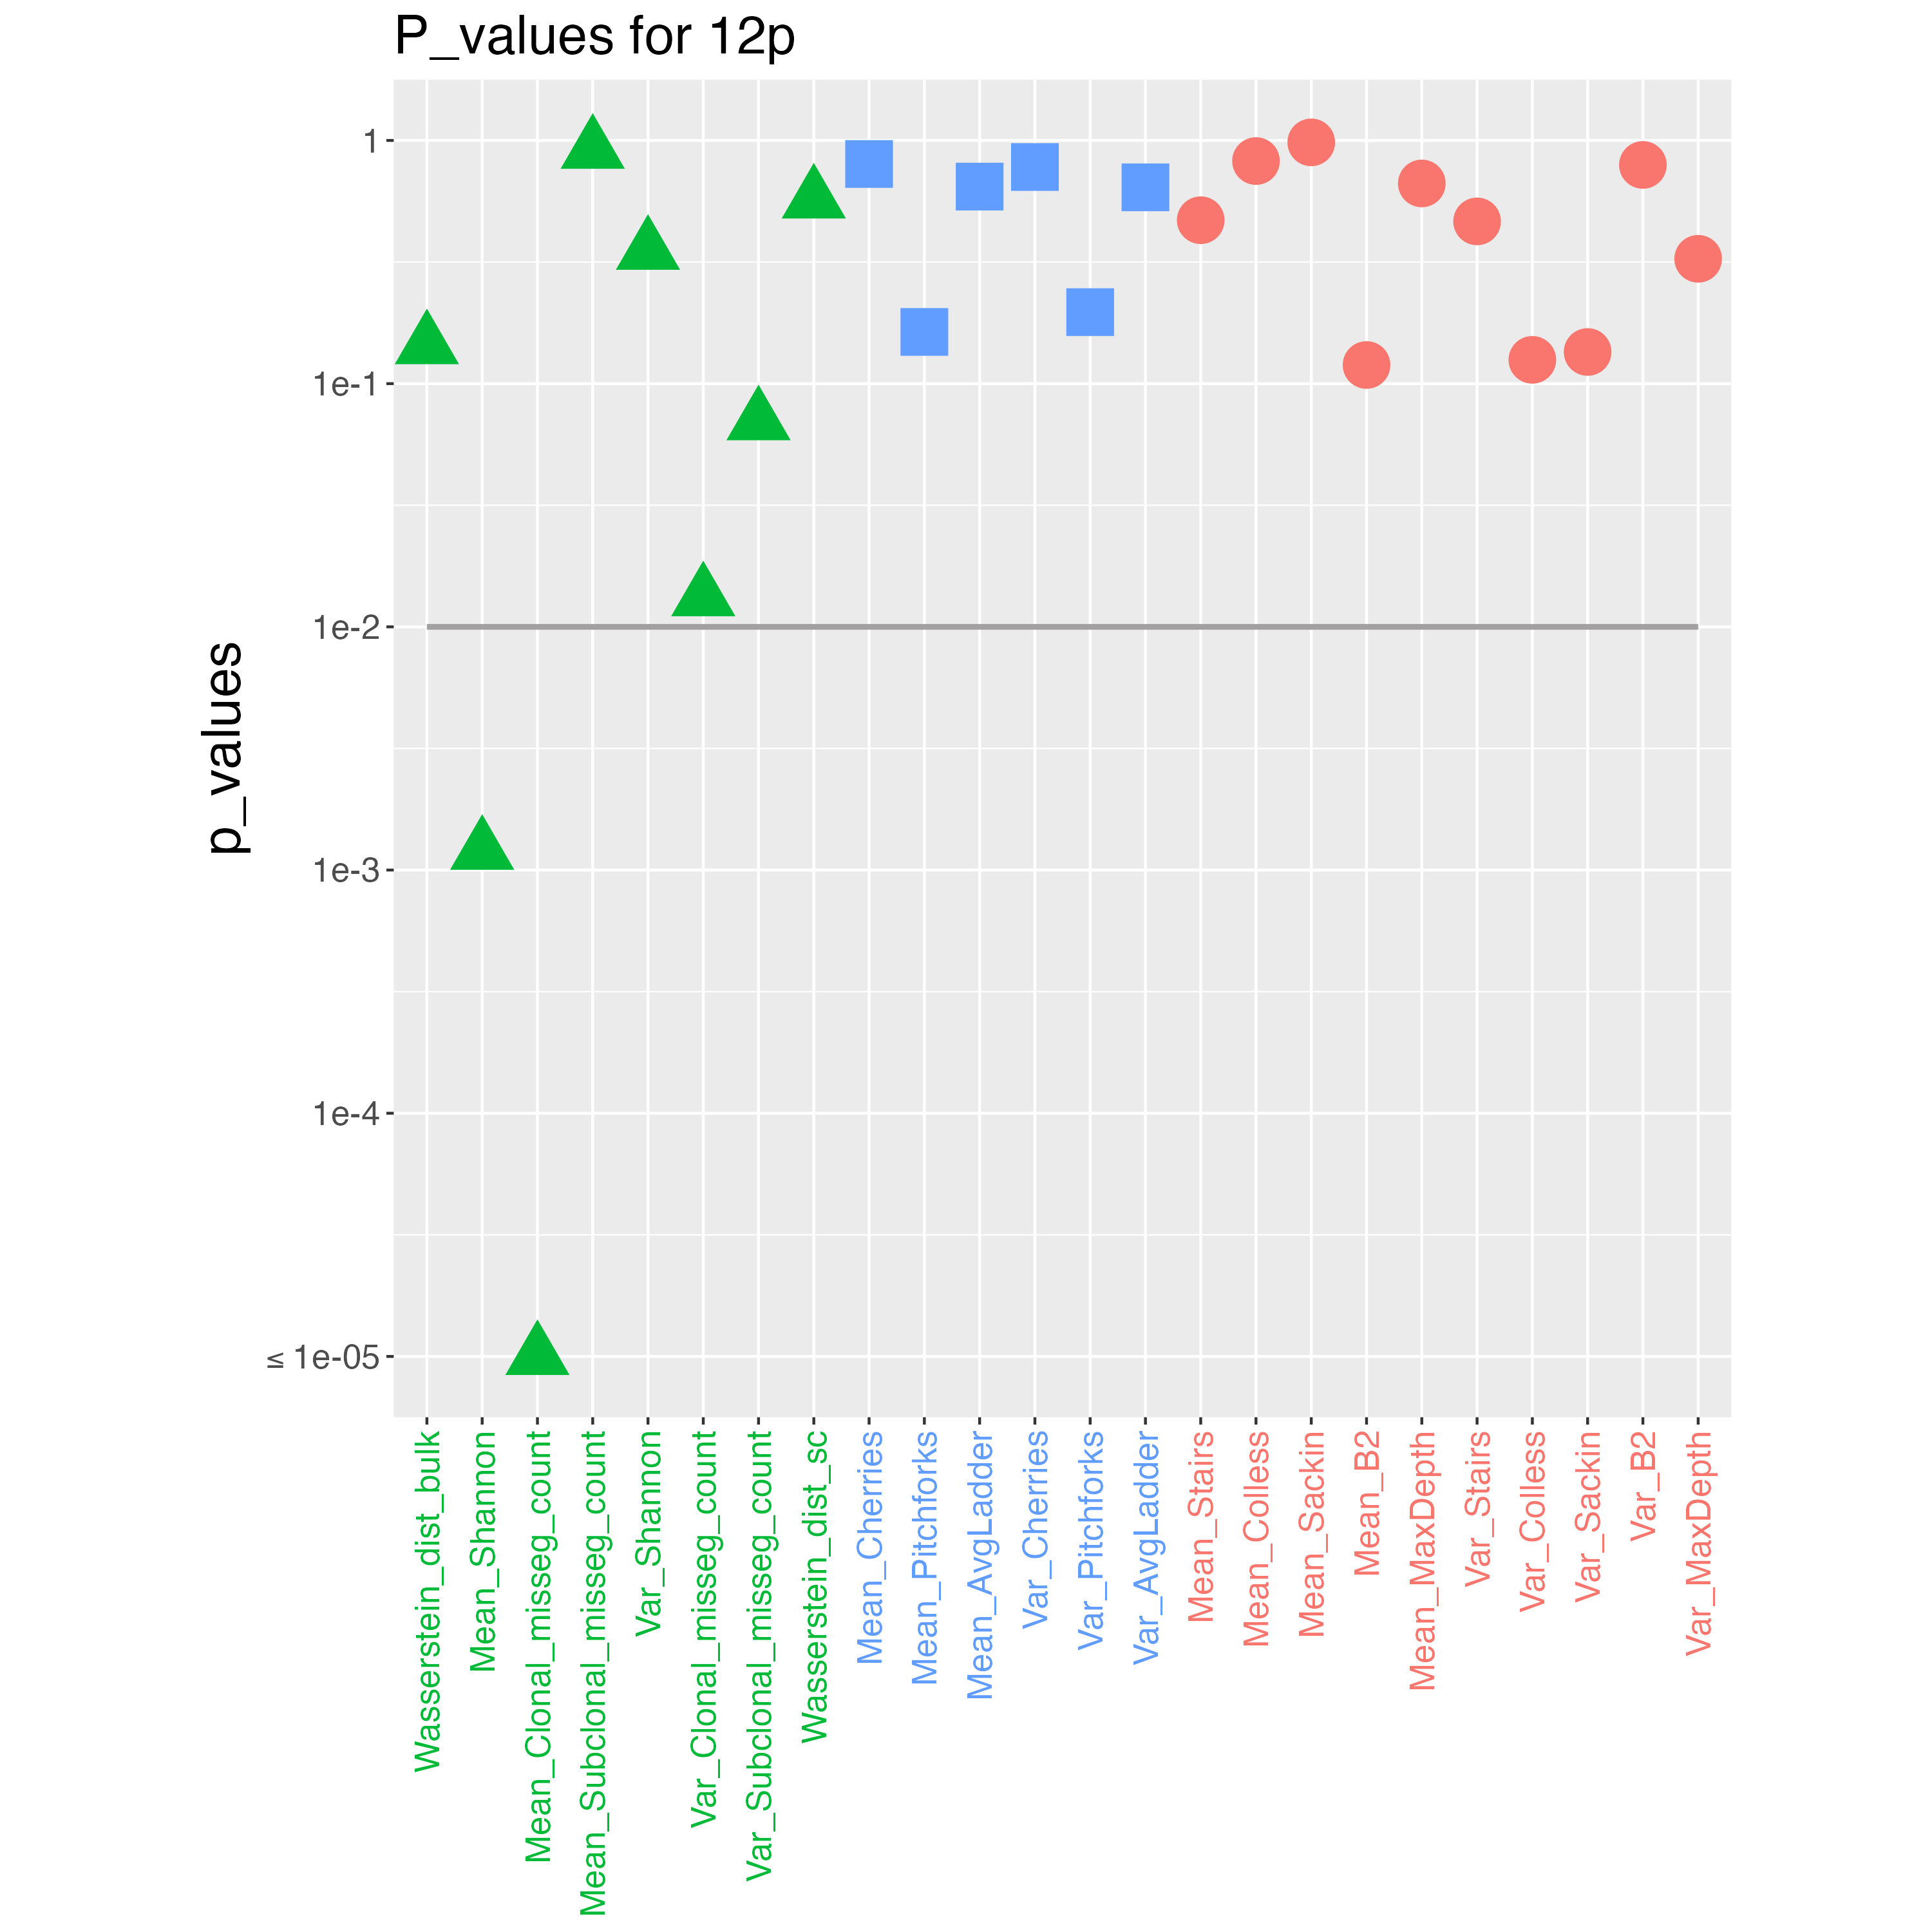 P_values for 12p
p_values
1
1e-1
1e-2
1e-3
1e-4
≤ 1e-05
Wasserstein_dist_bulk
Mean_Shannon
Mean_Clonal_misseg_count
Mean_Subclonal_misseg_count
Var_Shannon
Var_Clonal_misseg_count
Var_Subclonal_misseg_count
Wasserstein_dist_sc
Mean_Cherries
Mean_Pitchforks
Mean_AvgLadder
Var_Cherries
Var_Pitchforks
Var_AvgLadder
Mean_Stairs
Mean_Colless
Mean_Sackin
Mean_B2
Mean_MaxDepth
Var_Stairs
Var_Colless
Var_Sackin
Var_B2
Var_MaxDepth